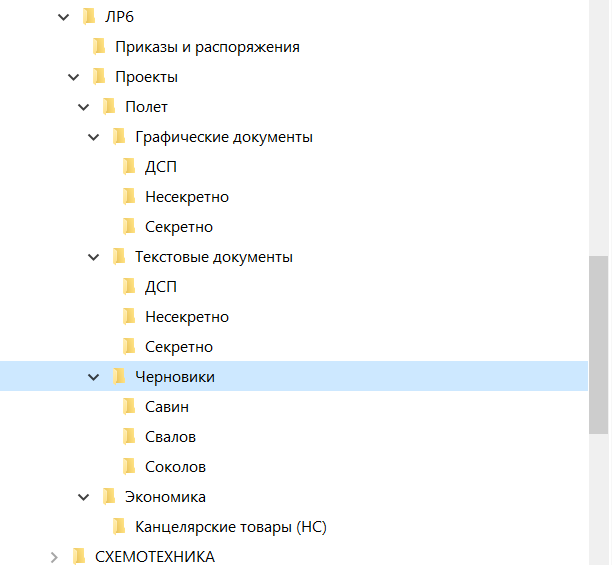 ЛР6
Приказы и распоряжения
Проекты
Полет
Графические документы
ДСП
Несекретно
Секретно
Текстовые документы
ДСП
Несекретно
Секретно
Черновики
Савин
Свалов
Соколов
Экономика
Канцелярские товары (НС)
СХЕМОТЕХНИКА